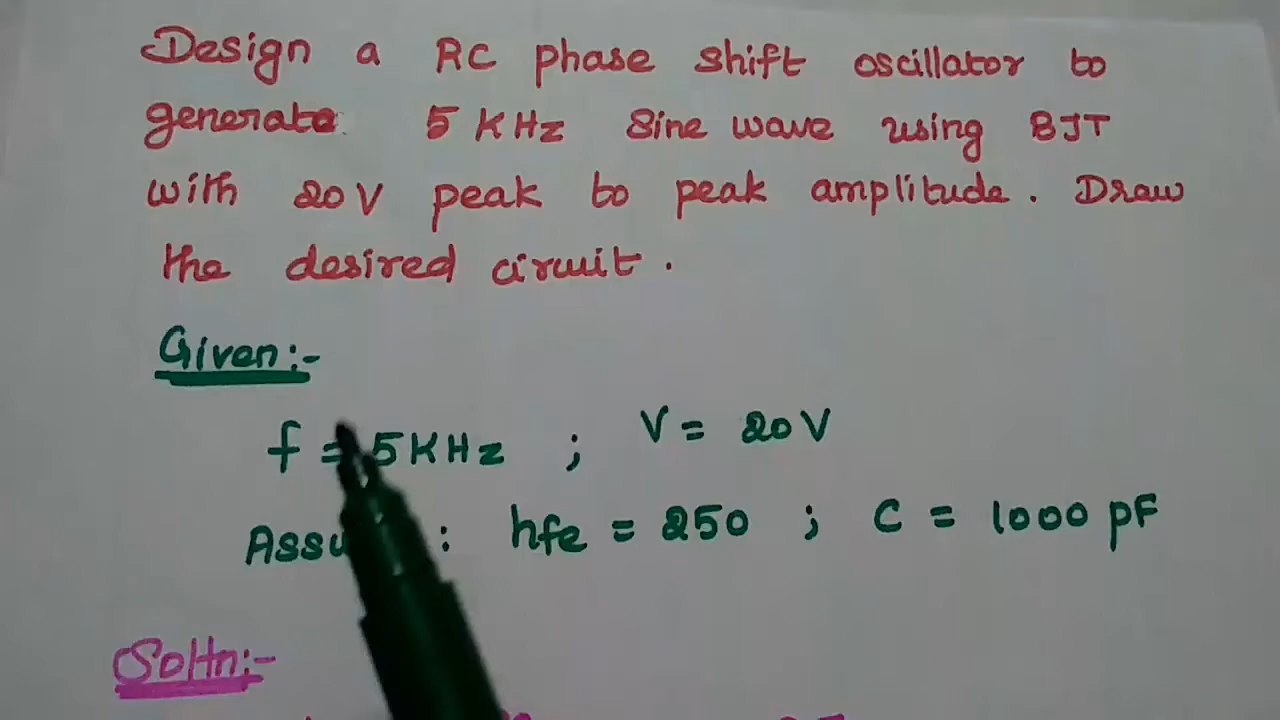 Design a RC phase shift oscillator to
generate 5 KHz Sine wave using BJT
with 20V peak to peak amplitude. Draw
the desired circuit.
Given:-
f = 5KHz ; V = 20V
: hfe = 250 ; C = 1000 pF
Soltn:-